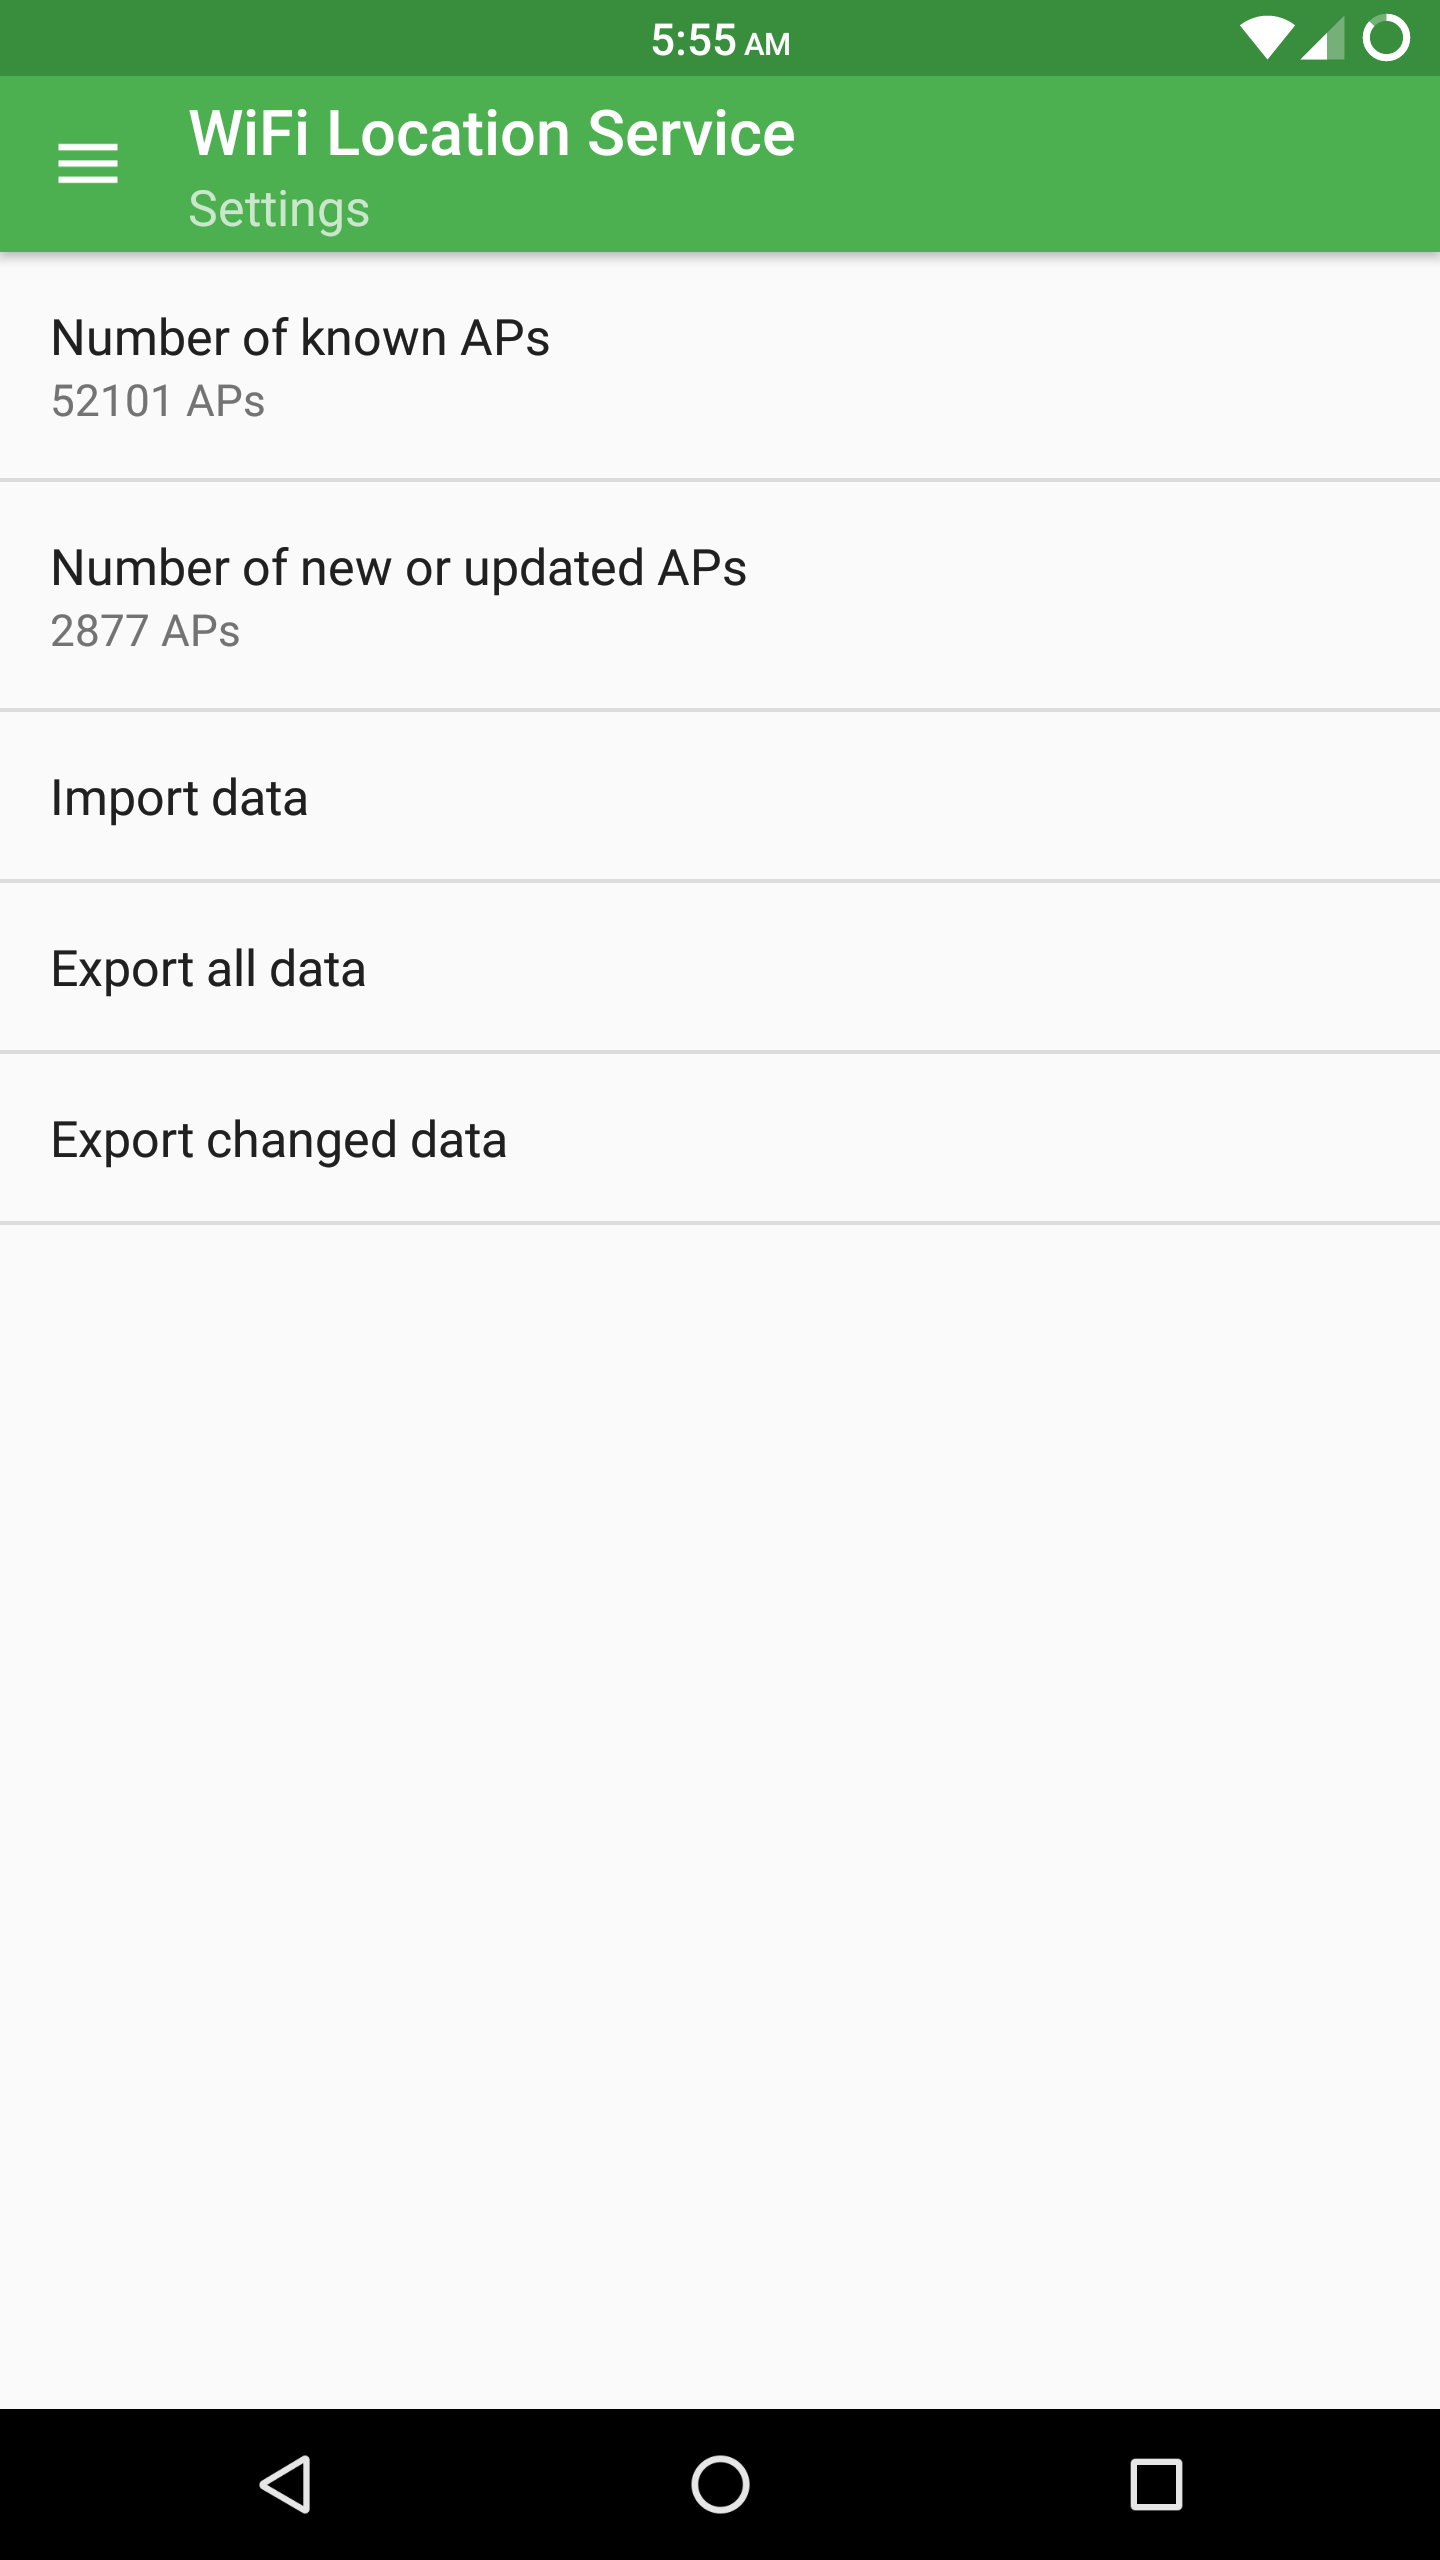 5:55 AM
WiFi Location Service
Settings
Number of known APs
52101 APs
Number of new or updated APs
2877 APs
Import data
Export all data
Export changed data